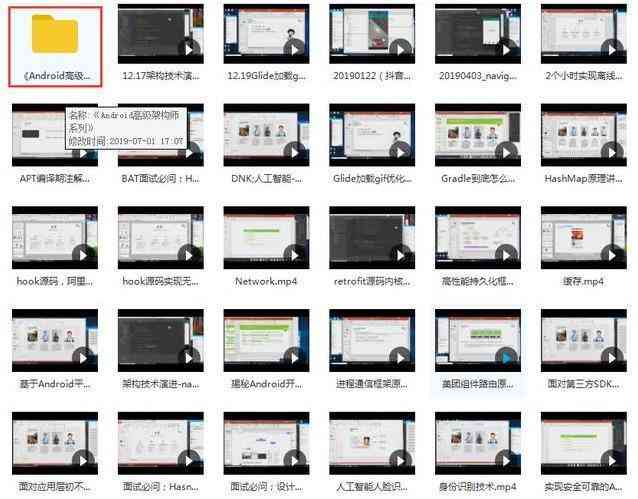 《Android高级...
12.17架构技术演...
12.19Glide加载g...
20190122（抖音...
20190403_navig...
2个小时实现离线...
名称:《Android高级架构师
系列》
修改时间:2019-07-01 17:07
APT编译期注解...
BAT面试必问：H...
DNK;人工智能-...
Glide加载gif优化...
Gradle到底怎么...
HashMap原理讲...
hook源码，阿里...
hook源码实现无...
Network.mp4
retrofit源码内核...
高性能持久化框...
缓存.mp4
基于Android平...
架构技术演进-na...
揭秘Android开...
进程通信框架原...
美团组件路由原...
面对第三方SDK...
面对应用层初不...
面试必问：Hasn...
面试必问；设计...
人工智能人脸识...
身份识别技术.mp4
实现安全可靠的A...